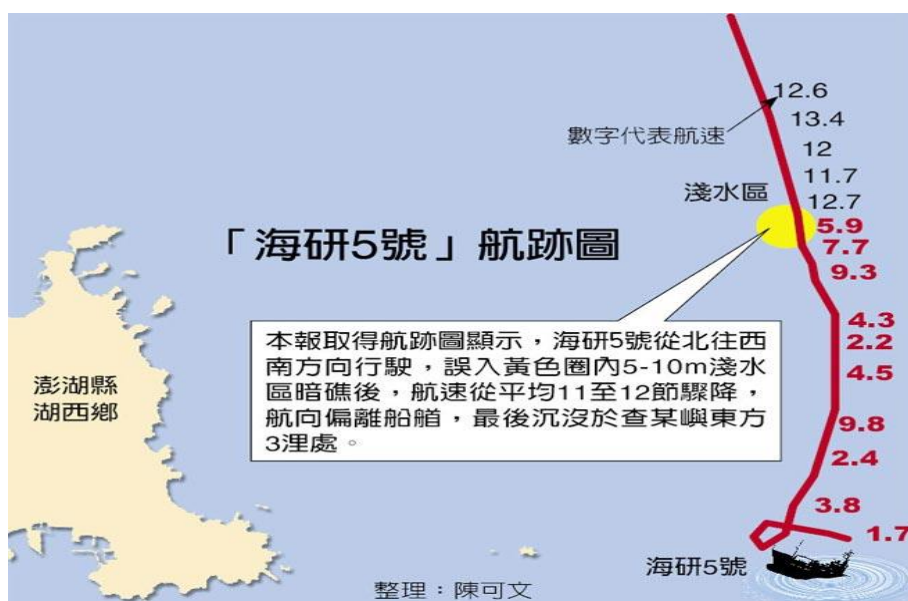 12.6
數字代表航速
13.4
12
11.7
淺水區
12.7
5.9
「海研5號」航跡圖
7.7
9.3
4.3
2.2
4.5
本報取得航跡圖顯示，海研5號從北往西
南方向行駛，誤入黃色圈內5-10m淺水
區暗礁後，航速從平均11至12節驟降，
航向偏離船艏，最後沉沒於查某嶼東方
3浬處。
澎湖縣
湖西鄉
9.8
2.4
3.8
1.7
海研5號
整理：陳可文